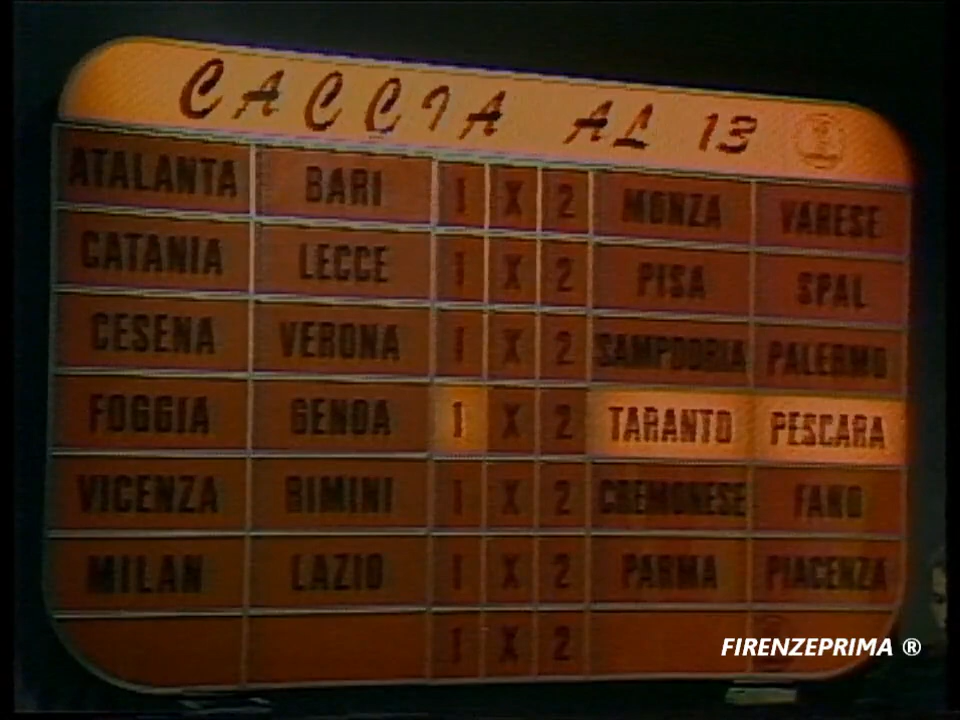 CACCIA AL 13
ATALANTA BARI 1 X 2 MONZA VARESE
CATANIA LECCE 1 X 2 PISA SPAL
CESENA VERONA 1 X 2 SAMPDORIA PALERMO
FOGGIA GENOA 1 X 2 TARANTO PESCARA
VICENZA RIMINI 1 X 2 CREMONESE FANO
MILAN LAZIO 1 X 2 PARMA PIACENZA
1 X 2
FIRENZEPRIMA ®